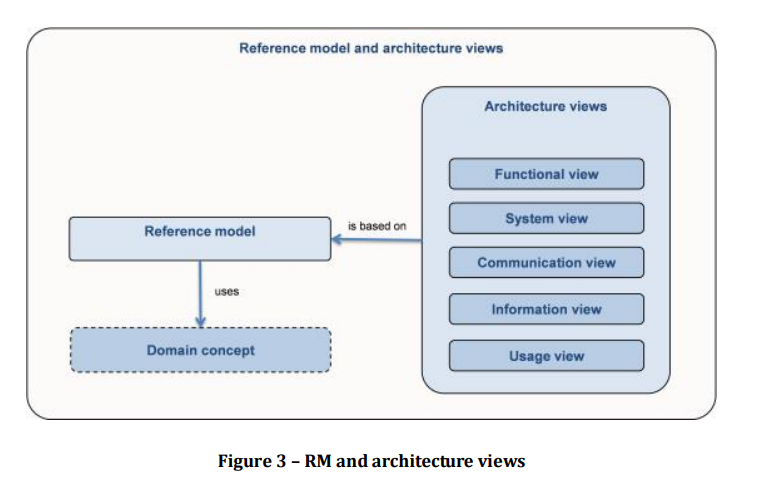 Reference model and architecture views
Architecture views
Functional view
System view
Communication view
Information view
Usage view
Reference model
is based on
uses
Domain concept
Figure 3 – RM and architecture views